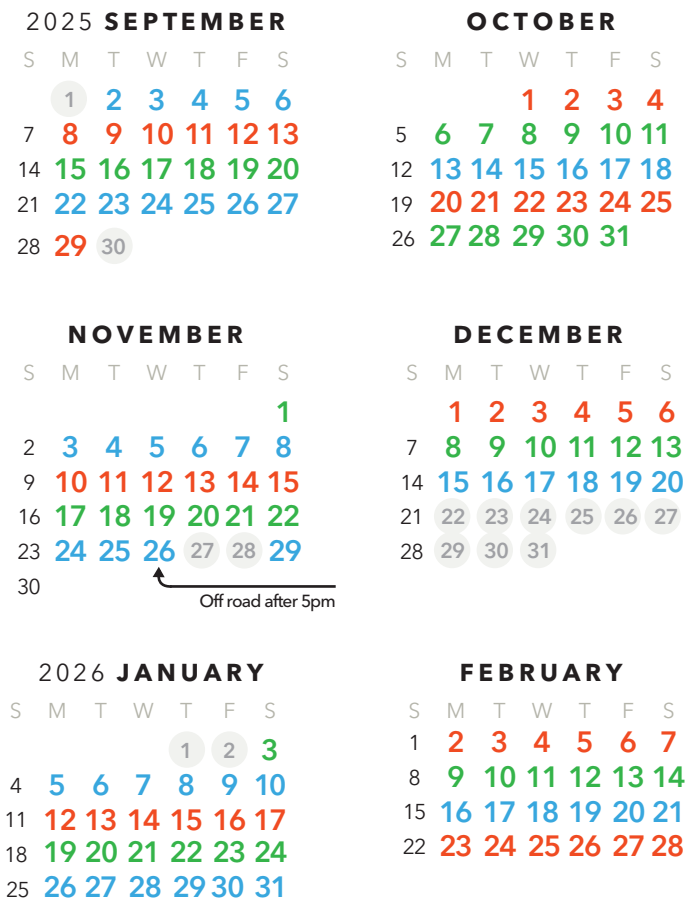 2025 SEPTEMBER
S M T W T F S
1 2 3 4 5 6
7 8 9 10 11 12 13
14 15 16 17 18 19 20
21 22 23 24 25 26 27
28 29 30
OCTOBER
S M T W T F S
1 2 3 4
5 6 7 8 9 10 11
12 13 14 15 16 17 18
19 20 21 22 23 24 25
26 27 28 29 30 31
NOVEMBER
S M T W T F S
1
2 3 4 5 6 7 8
9 10 11 12 13 14 15
16 17 18 19 20 21 22
23 24 25 26 27 28 29
30
Off road after 5pm
DECEMBER
S M T W T F S
1 2 3 4 5 6
7 8 9 10 11 12 13
14 15 16 17 18 19 20
21 22 23 24 25 26 27
28 29 30 31
2026 JANUARY
S M T W T F S
1 2 3
4 5 6 7 8 9 10
11 12 13 14 15 16 17
18 19 20 21 22 23 24
25 26 27 28 29 30 31
FEBRUARY
S M T W T F S
1 2 3 4 5 6 7
8 9 10 11 12 13 14
15 16 17 18 19 20 21
22 23 24 25 26 27 28